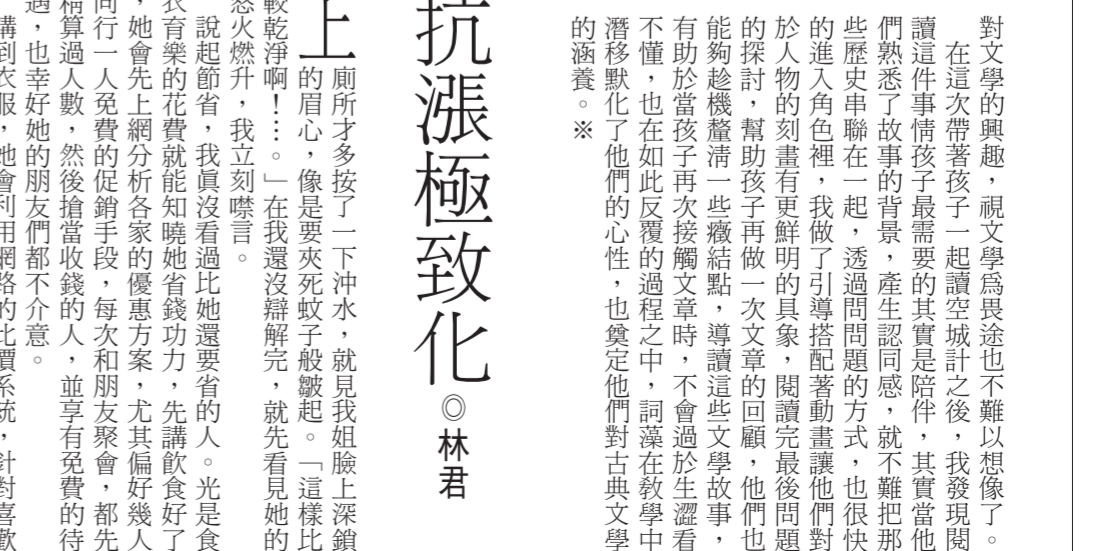 對文學的興趣，視文學為畏途也不難以想像了。
在這次帶著孩子一起讀空城計之後，我發現閱
讀這件事情孩子最需要的其實是陪伴，其實當他
們熟悉了故事的背景，產生認同感，就不難把那
些歷史串聯在一起，透過問問題的方式，也很快
的進入角色裡，我做了引導搭配著動畫讓他們對
於人物的刻畫有更鮮明的具象，閱讀完最後問題
的探討，幫助孩子再做一次文章的回顧，他們也
能夠趁機釐清一些癥結點，導讀這些文學故事，
有助於當孩子再次接觸文章時，不會過於生澀看
不懂，也在如此反覆的過程之中，詞藻在教學中
潛移默化了他們的心性，也奠定他們對古典文學
的涵養。※
抗漲極致化
◎林君
上
廁所才多按了一下沖水，就見我姐臉上深鎖
的眉心，像是要夾死蚊子般皺起。「這樣比
較乾淨啊！……。」在我還沒辯解完，就先看見她的
怒火燃升，我立刻噤言。
說起節省，我真沒看過比她還要省的人。光是食
衣育樂的花費就能知曉她省錢功力，先講飲食好了
，她會先上網分析各家的優惠方案，尤其偏好幾人
同行一人免費的促銷手段，每次和朋友聚會，都先
精算過人數，然後搶當收錢的人，並享有免費的待
遇，也幸好她的朋友們都不介意。
講到衣服，她會利用網路的比價系統，針對喜歡